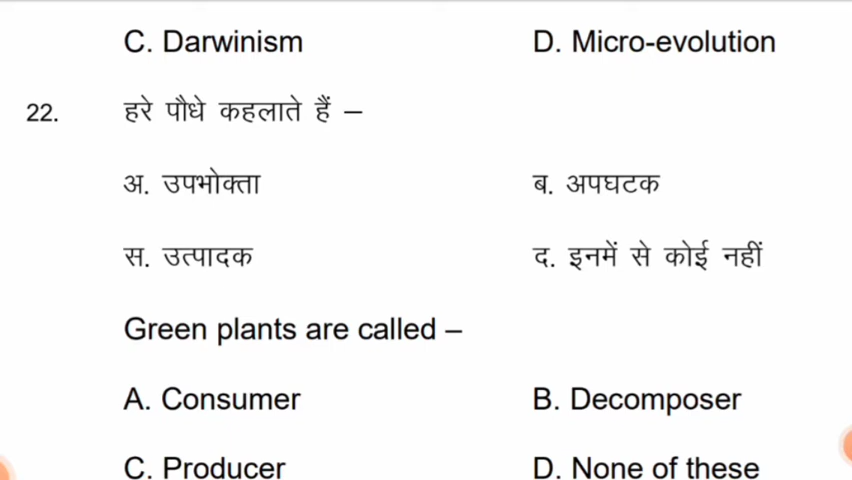 C. Darwinism D. Micro-evolution
22. हरे पौधे कहलाते हैं –
अ. उपभोक्ता ब. अपघटक
स. उत्पादक द. इनमें से कोई नहीं
Green plants are called –
A. Consumer B. Decomposer
C. Producer D. None of these